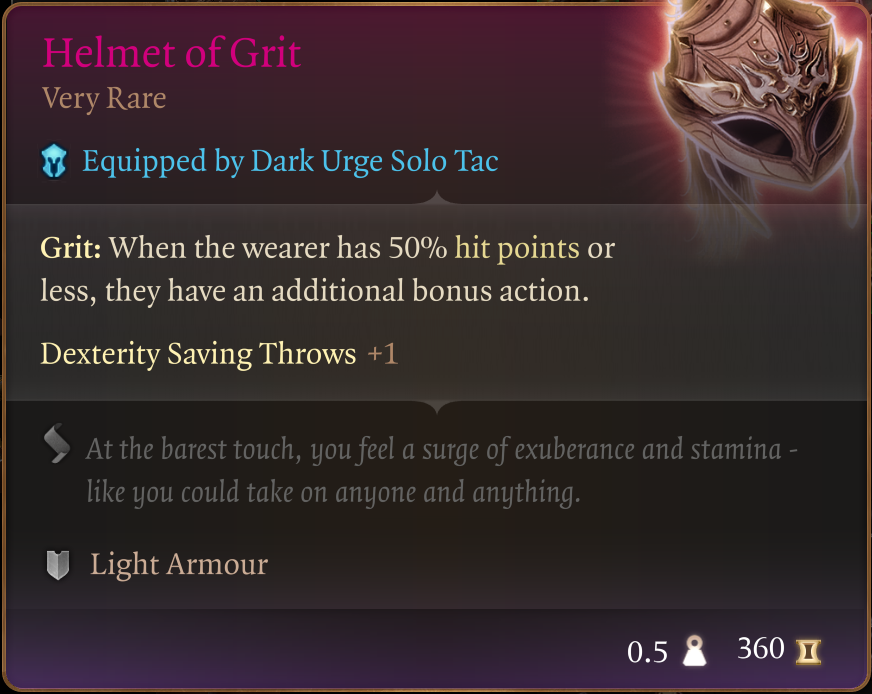 Helmet of Grit
Very Rare
Equipped by Dark Urge Solo Tac
Grit: When the wearer has 50% hit points or
less, they have an additional bonus action.
Dexterity Saving Throws +1
At the barest touch, you feel a surge of exuberance and stamina -
like you could take on anyone and anything.
Light Armour
0.5 360